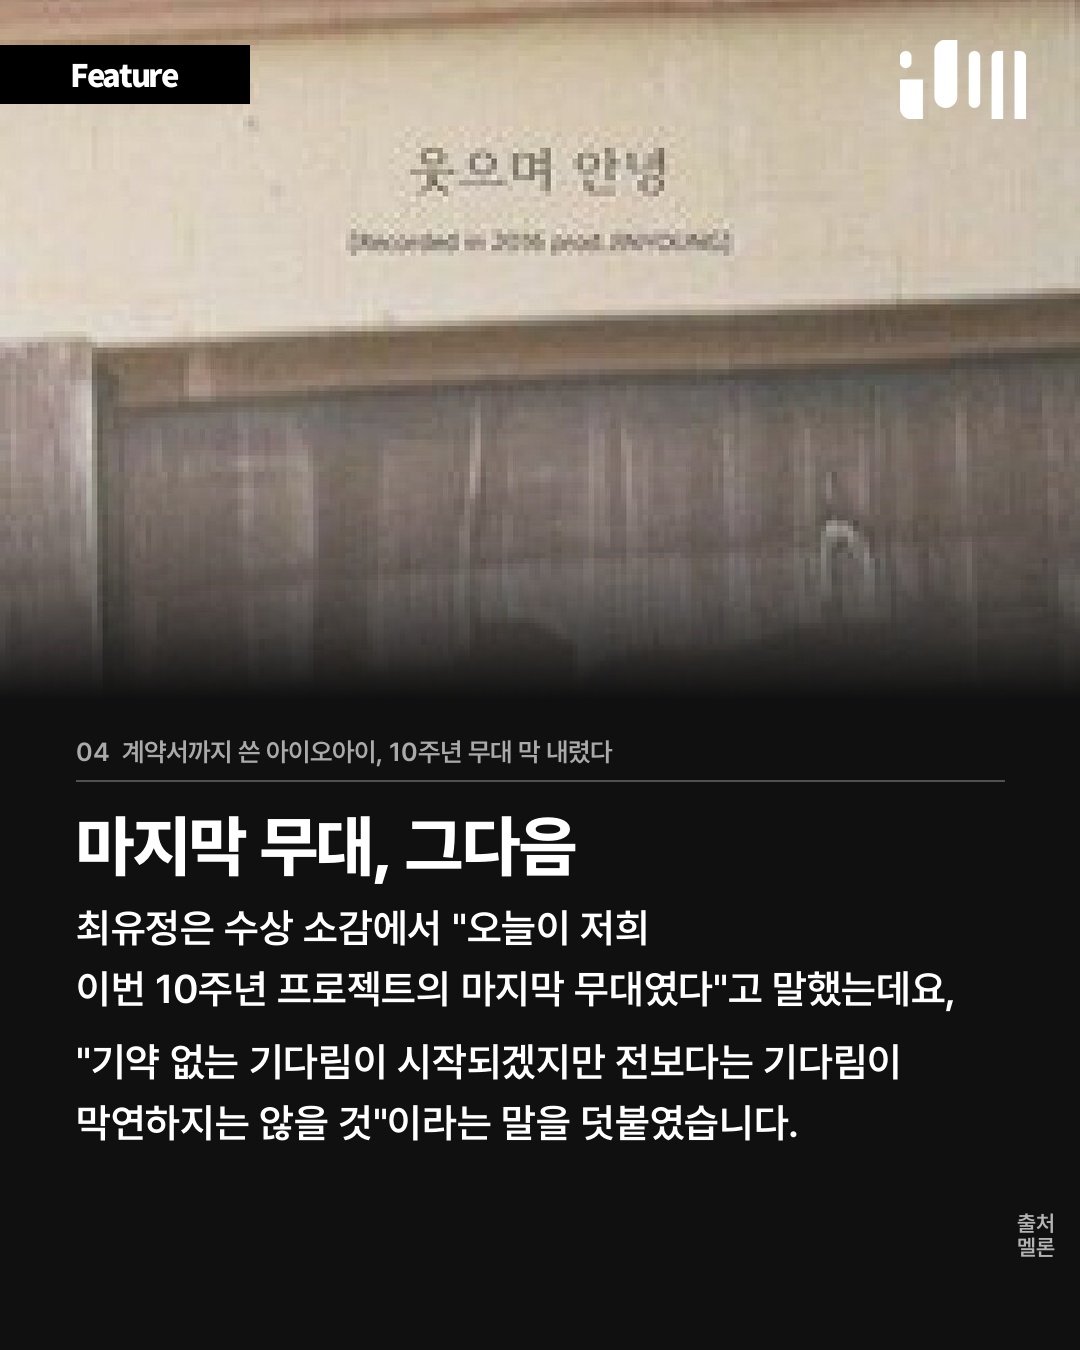 Feature
웃으며 안녕
[Recorded in 2016 prod.JINYOUNG]
04 계약서까지 쓴 아이오아이, 10주년 무대 막 내렸다
마지막 무대, 그다음
최유정은 수상 소감에서 "오늘이 저희
이번 10주년 프로젝트의 마지막 무대였다"고 말했는데요,
"기약 없는 기다림이 시작되겠지만 전보다는 기다림이
막연하지는 않을 것"이라는 말을 덧붙였습니다.
출처
멜론